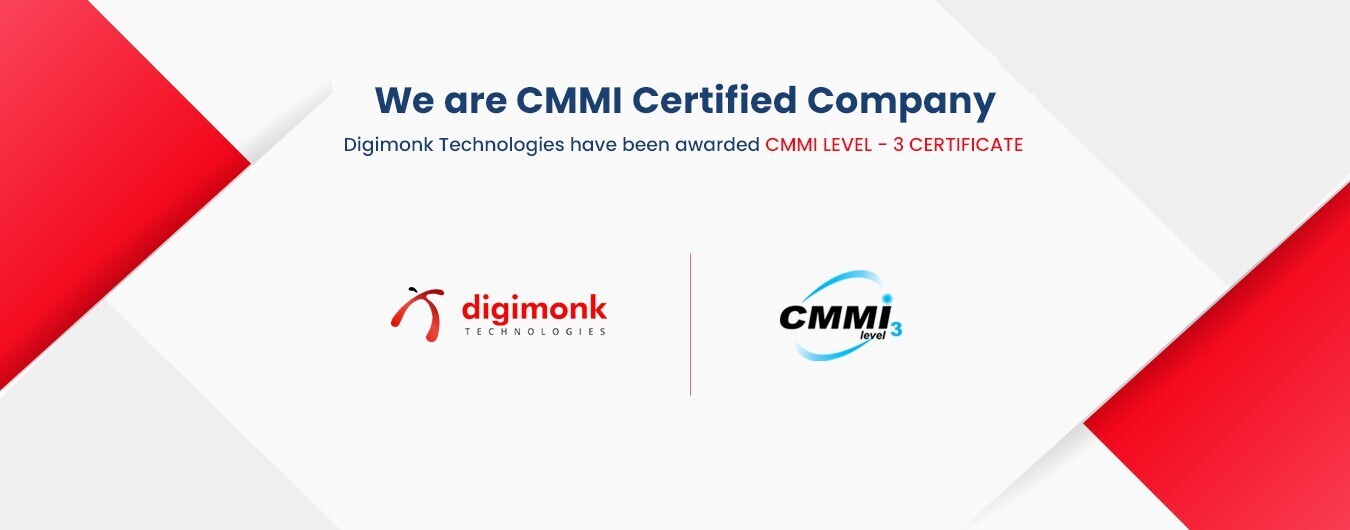 We are CMMI Certified Company
Digimonk Technologies have been awarded CMMI LEVEL - 3 CERTIFICATE
digimonk
TECHNOLOGIES
CMMi
level 3